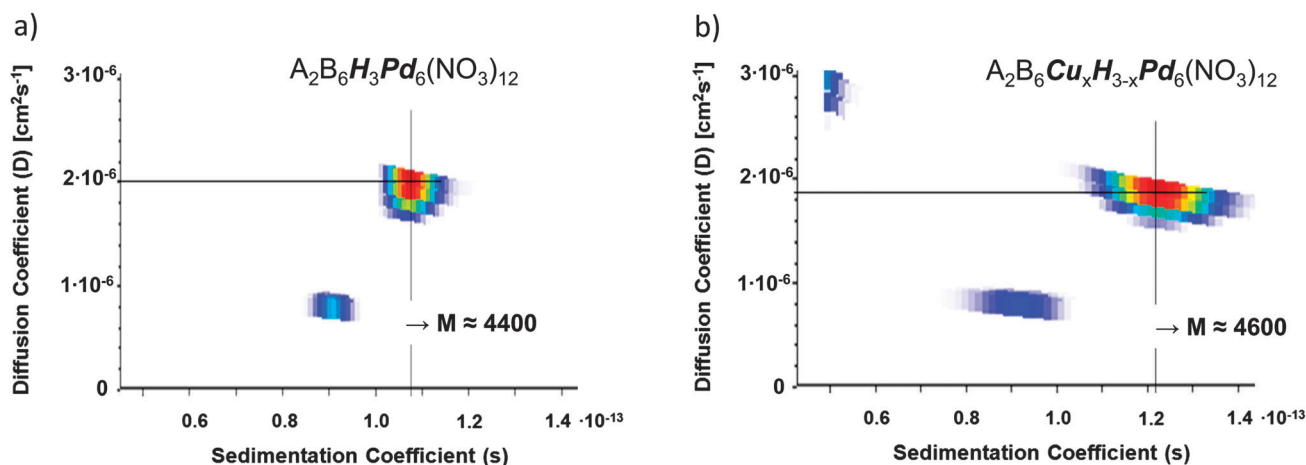 a)
A₂B₆H₃Pd₆(NO₃)₁₂
Diffusion Coefficient (D) [cm²s⁻¹]
3·10⁻⁶
2·10⁻⁶
1·10⁻⁶
0
→ M ≈ 4400
0.6 0.8 1.0 1.2 1.4 ·10⁻¹³
Sedimentation Coefficient (s)
b)
A₂B₆CuₓH₃₋ₓPd₆(NO₃)₁₂
Diffusion Coefficient (D) [cm²s⁻¹]
3·10⁻⁶
2·10⁻⁶
1·10⁻⁶
0
→ M ≈ 4600
0.6 0.8 1.0 1.2 1.4 ·10⁻¹³
Sedimentation Coefficient (s)